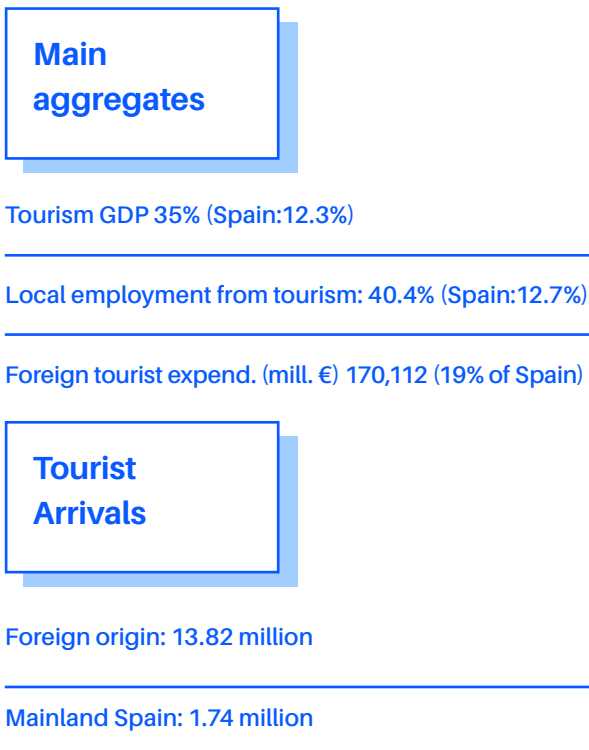 Main
aggregates
Tourism GDP 35% (Spain:12.3%)
Local employment from tourism: 40.4% (Spain:12.7%)
Foreign tourist expend. (mill. €) 170,112 (19% of Spain)
Tourist
Arrivals
Foreign origin: 13.82 million
Mainland Spain: 1.74 million